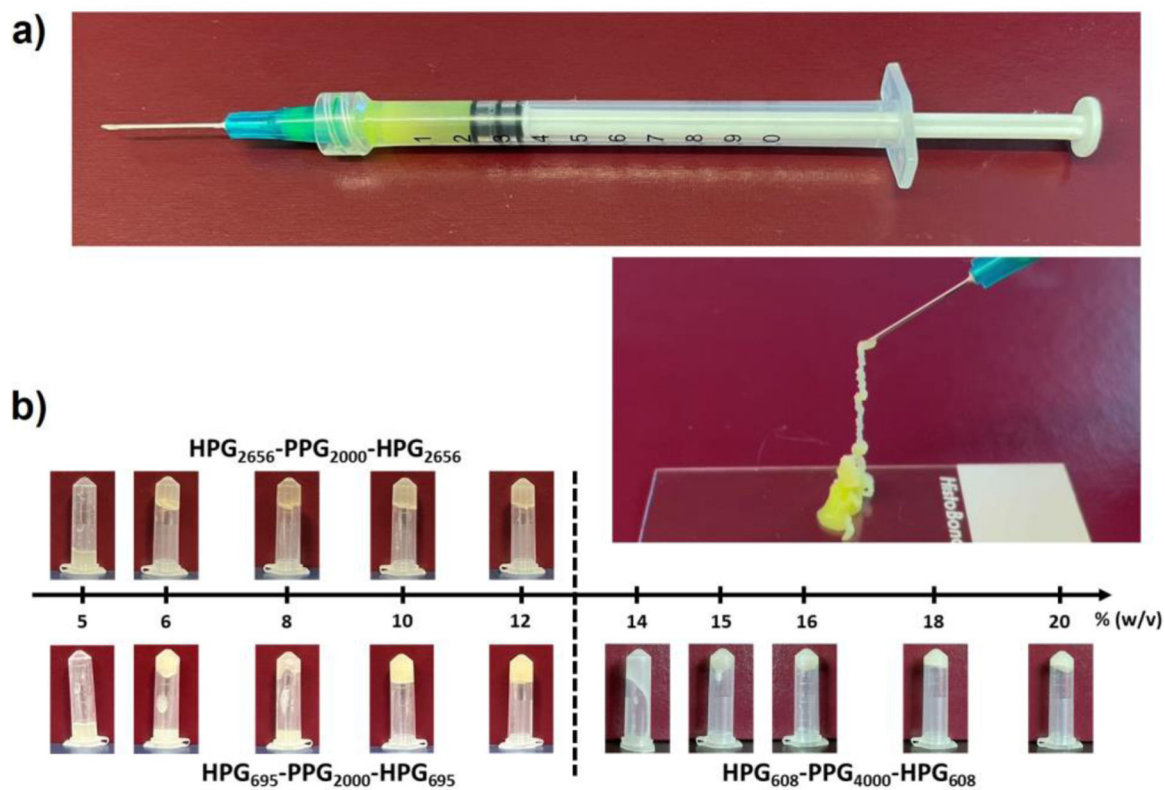 a)
1 2 3 4 5 6 7 8 9 0
HistoBond
b)
HPG2656-PPG2000-HPG2656
5 6 8 10 12 14 15 16 18 20 % (w/v)
HPG695-PPG2000-HPG695
HPG608-PPG4000-HPG608